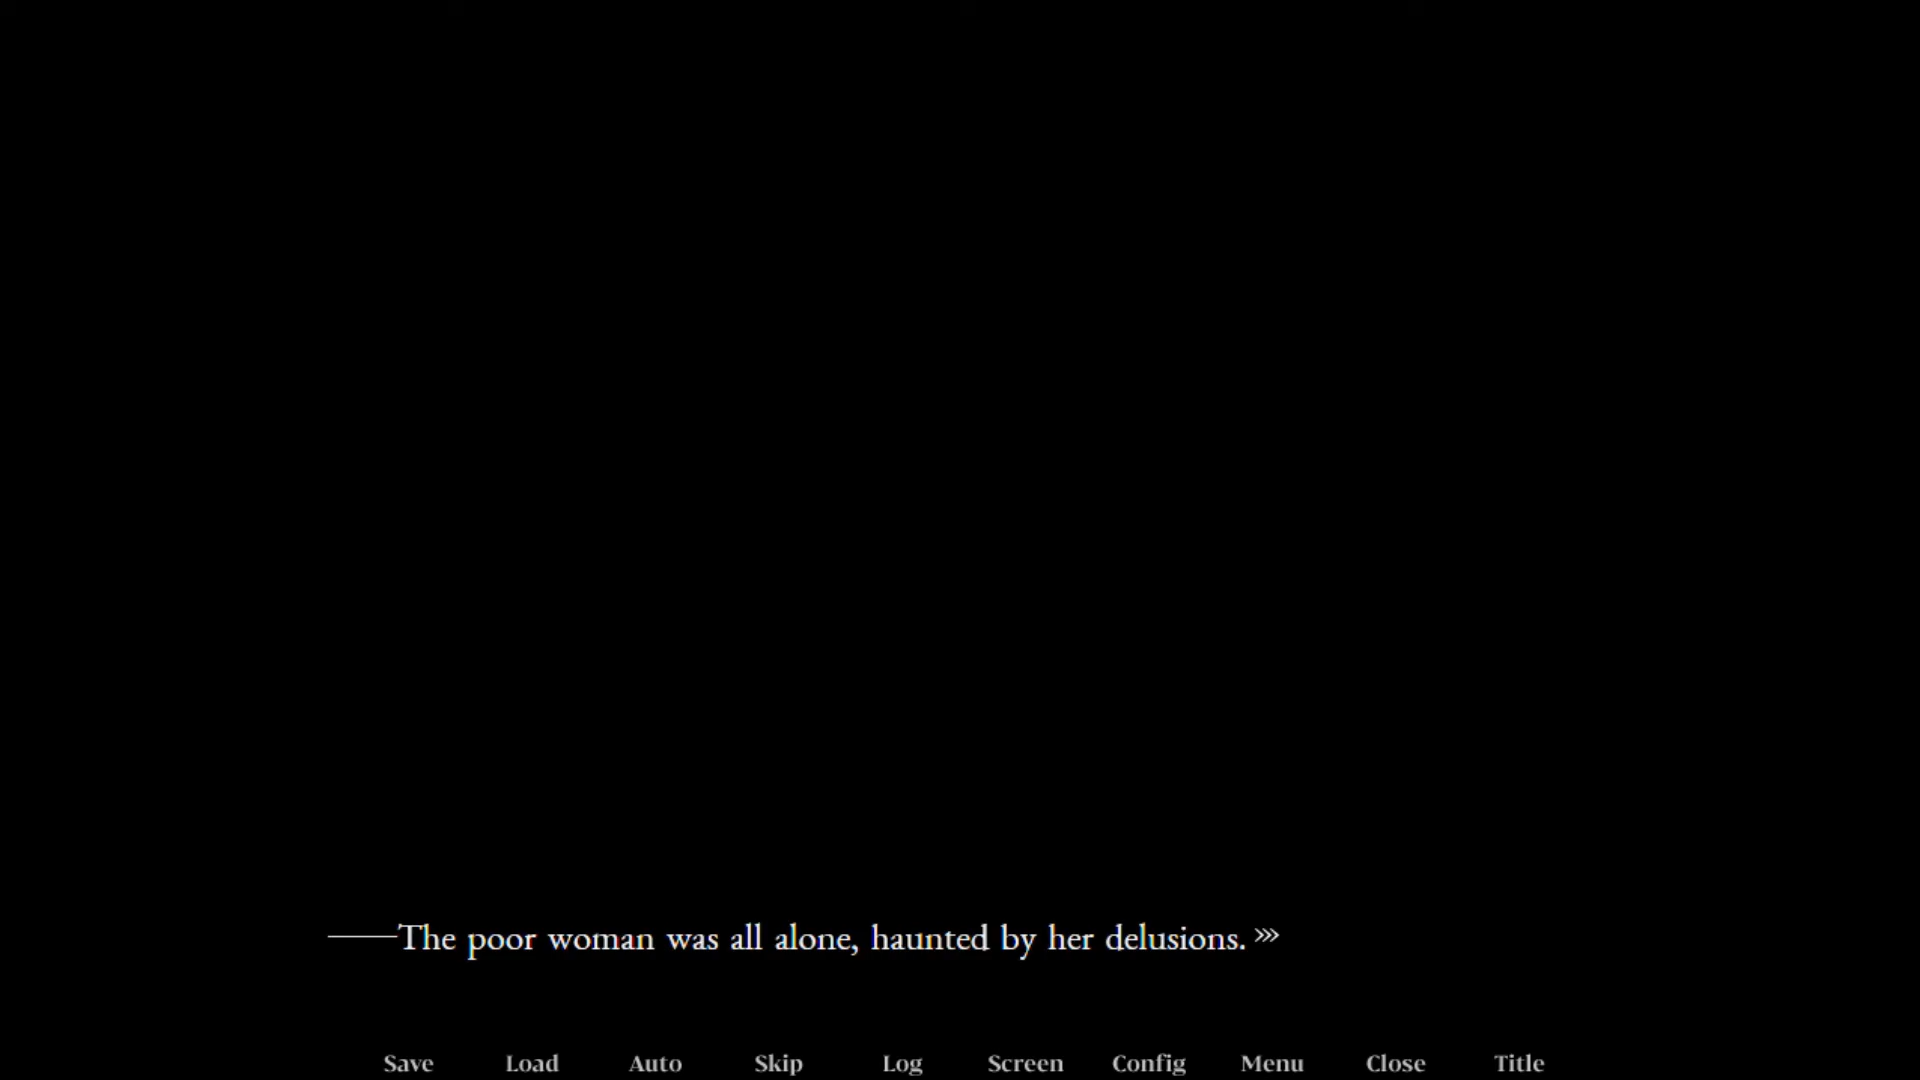 ——The poor woman was all alone, haunted by her delusions. »›
Save Load Auto Skip Log Screen Config Menu Close Title